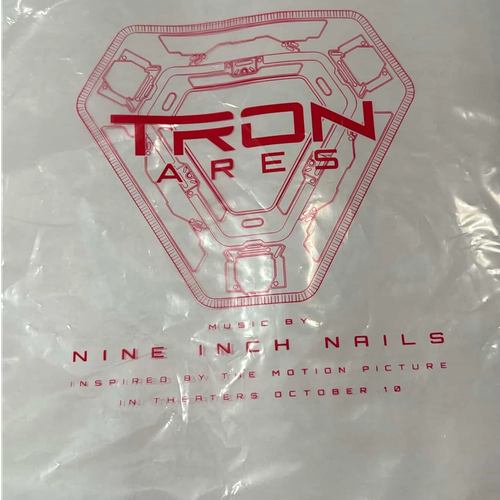 TRON
ARES
MUSIC BY
NINE INCH NAILS
INSPIRED BY THE MOTION PICTURE
IN THEATERS OCTOBER 10